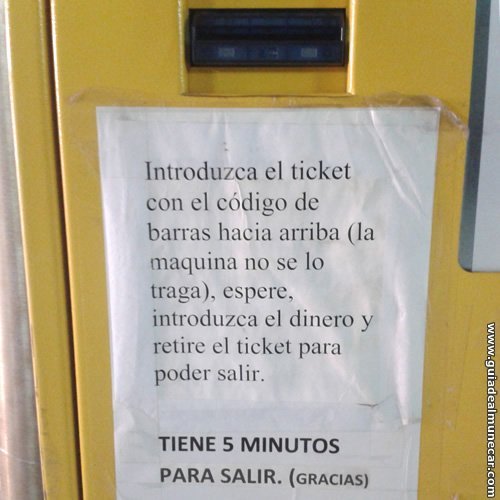 Introduzca el ticket
con el código de
barras hacia arriba (la
maquina no se lo
traga), espere,
introduzca el dinero y
retire el ticket para
poder salir.
TIENE 5 MINUTOS
PARA SALIR. (GRACIAS)
www.guiadealmunecar.com